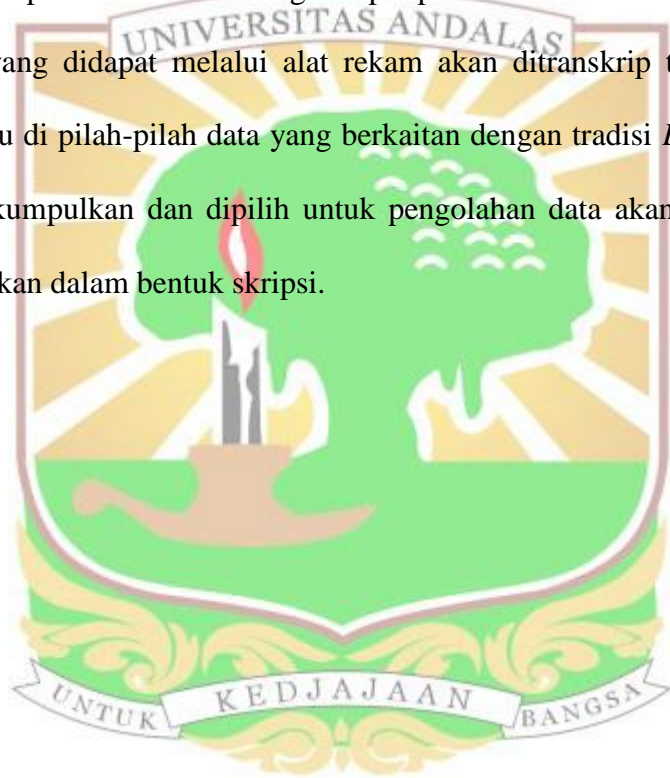 UNIVERSITAS ANDALAS
yang didapat melalui alat rekam akan ditranskrip
u di pilah-pilah data yang berkaitan dengan tradisi
kumpulkan dan dipilih untuk pengolahan data akan
kan dalam bentuk skripsi.
UNTUK KEDJAJAAN BANGSA